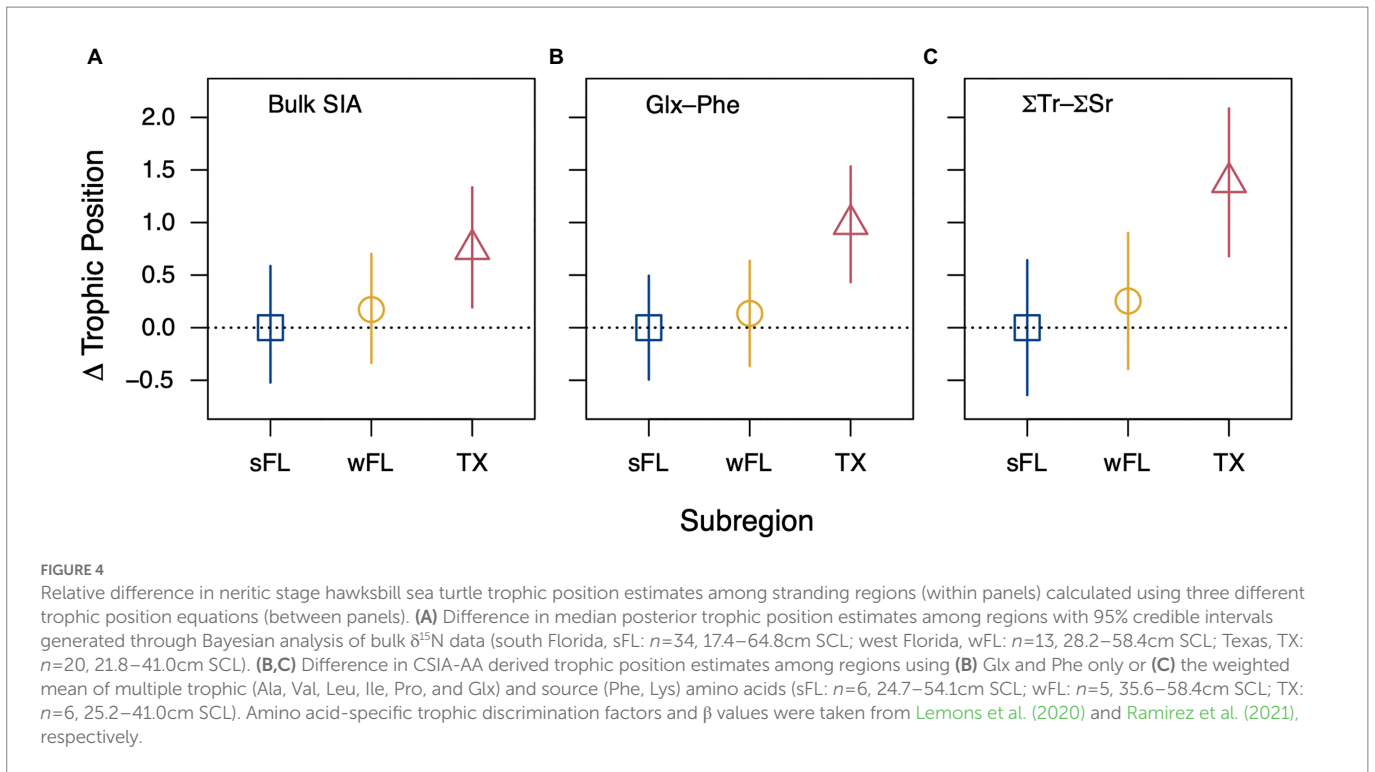 A
B
C
Bulk SIA
Glx–Phe
ΣTr–ΣSr
2.0
1.5
1.0
0.5
0.0
−0.5
Δ Trophic Position
sFL wFL TX
sFL wFL TX
sFL wFL TX
Subregion
FIGURE 4
Relative difference in neritic stage hawksbill sea turtle trophic position estimates among stranding regions (within panels) calculated using three different
trophic position equations (between panels). (A) Difference in median posterior trophic position estimates among regions with 95% credible intervals
generated through Bayesian analysis of bulk δ¹⁵N data (south Florida, sFL: n=34, 17.4–64.8cm SCL; west Florida, wFL: n=13, 28.2–58.4cm SCL; Texas, TX:
n=20, 21.8–41.0cm SCL). (B,C) Difference in CSIA-AA derived trophic position estimates among regions using (B) Glx and Phe only or (C) the weighted
mean of multiple trophic (Ala, Val, Leu, Ile, Pro, and Glx) and source (Phe, Lys) amino acids (sFL: n=6, 24.7–54.1cm SCL; wFL: n=5, 35.6–58.4cm SCL; TX:
n=6, 25.2–41.0cm SCL). Amino acid-specific trophic discrimination factors and β values were taken from Lemons et al. (2020) and Ramirez et al. (2021),
respectively.